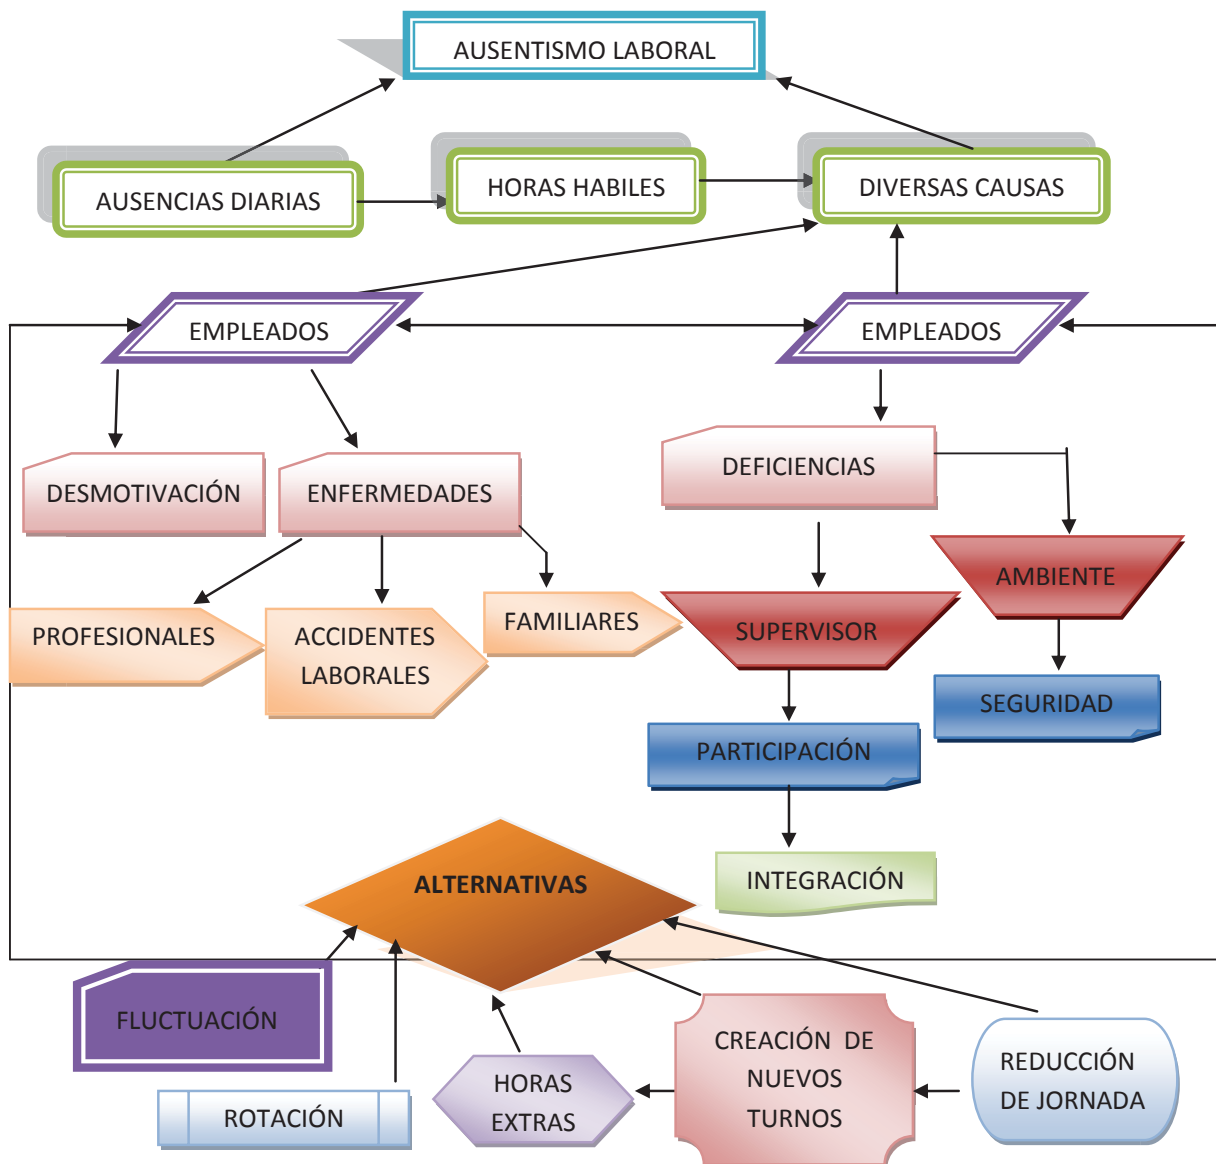 AUSENTISMO LABORAL
AUSENCIAS DIARIAS
HORAS HABILES
DIVERSAS CAUSAS
EMPLEADOS
EMPLEADOS
DESMOTIVACIÓN
ENFERMEDADES
DEFICIENCIAS
AMBIENTE
PROFESIONALES
ACCIDENTES
LABORALES
FAMILIARES
SUPERVISOR
SEGURIDAD
PARTICIPACIÓN
INTEGRACIÓN
ALTERNATIVAS
FLUCTUACIÓN
ROTACIÓN
HORAS
EXTRAS
CREACIÓN DE
NUEVOS
TURNOS
REDUCCIÓN
DE JORNADA